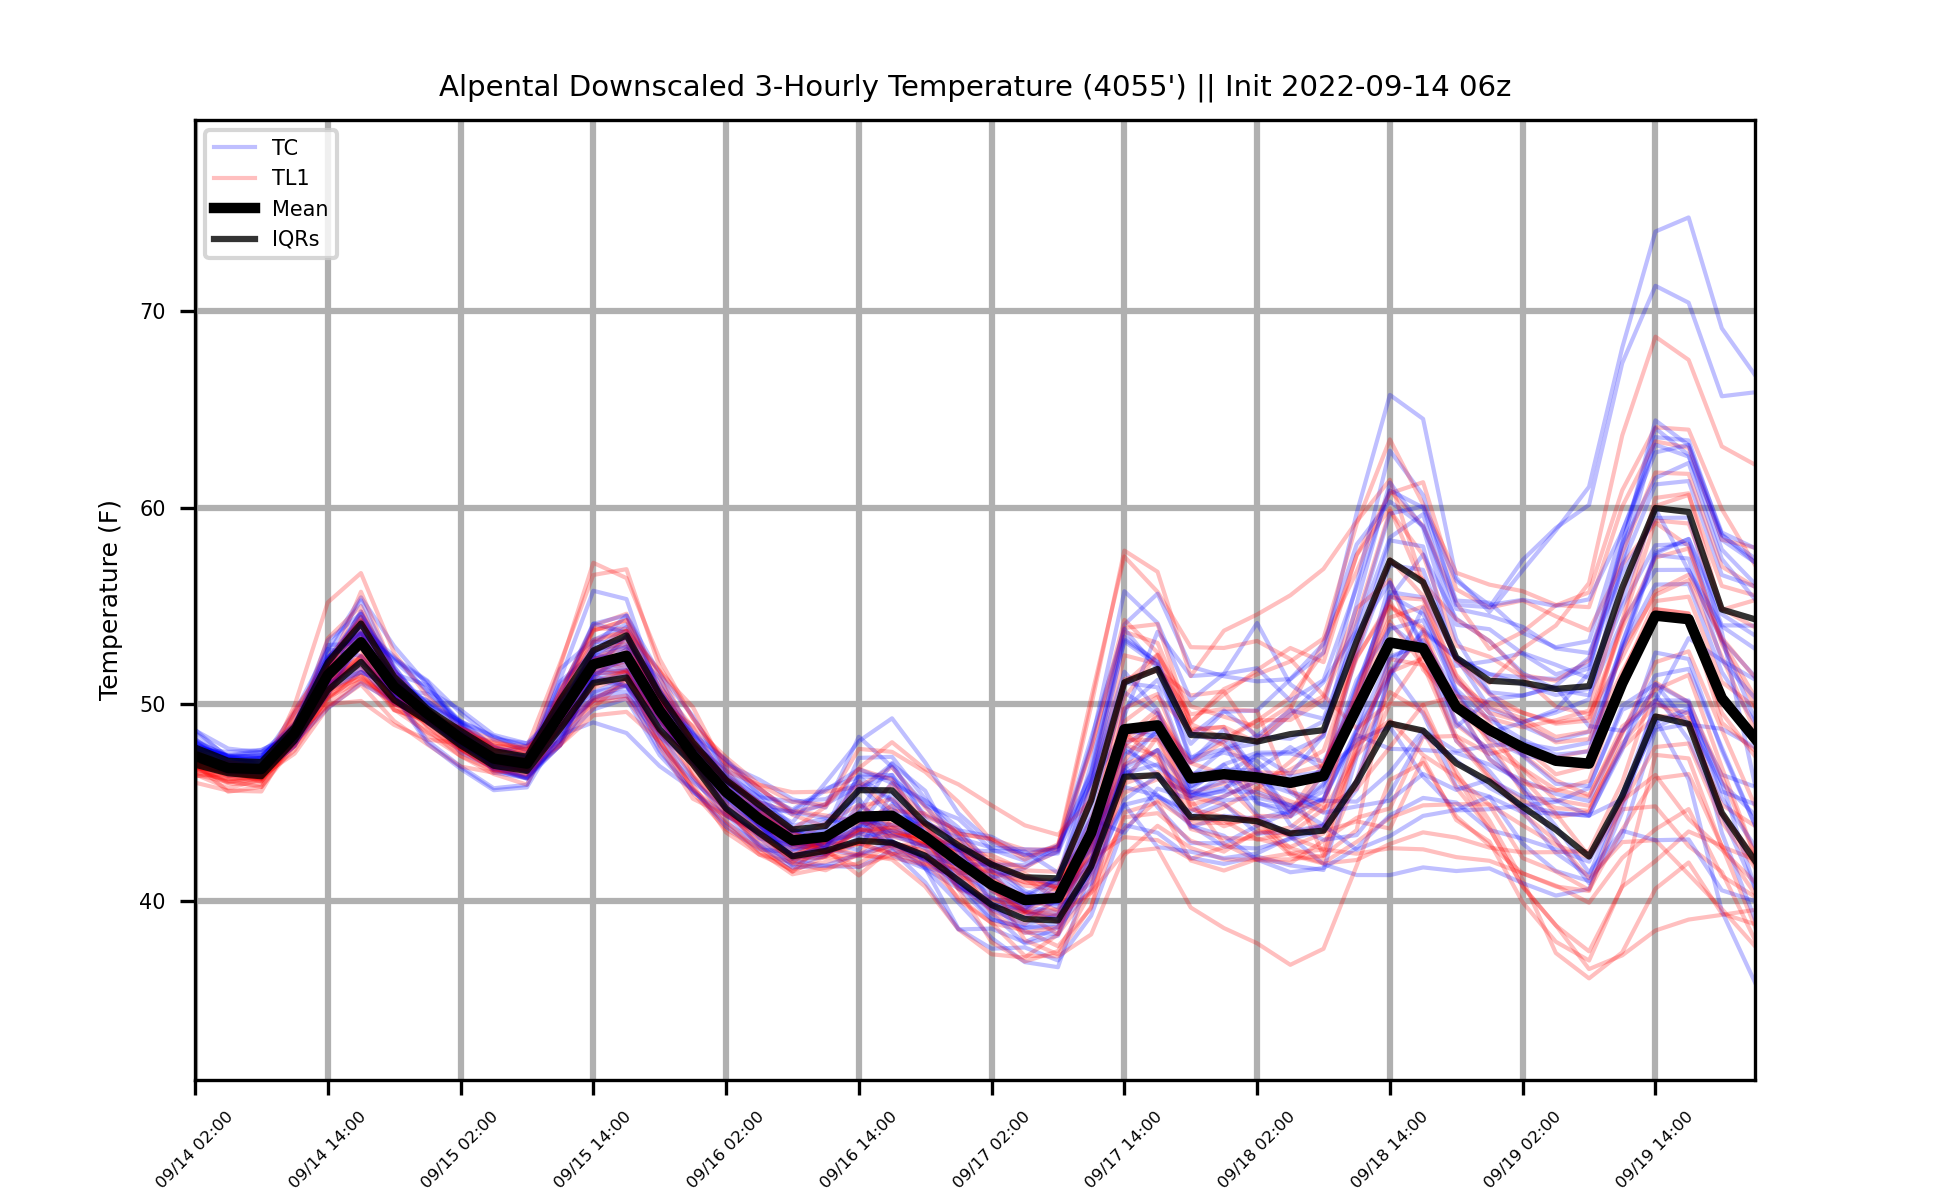 Alpental Downscaled 3-Hourly Temperature (4055') || Init 2022-09-14 06z
TC
TL1
Mean
IQRs
Temperature (F)
70
60
50
40
09/14 02:00
09/14 14:00
09/15 02:00
09/15 14:00
09/16 02:00
09/16 14:00
09/17 02:00
09/17 14:00
09/18 02:00
09/18 14:00
09/19 02:00
09/19 14:00